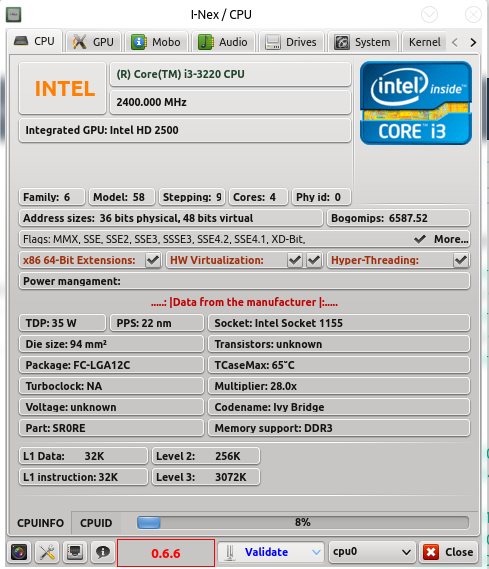 I-Nex / CPU
CPU GPU Mobo Audio Drives System Kernel
INTEL
(R) Core(TM) i3-3220 CPU
2400.000 MHz
Integrated GPU: Intel HD 2500
intel inside™
CORE™ i3
Family: 6 Model: 58 Stepping: 9 Cores: 4 Phy id: 0
Address sizes: 36 bits physical, 48 bits virtual Bogomips: 6587.52
Flags: MMX, SSE, SSE2, SSE3, SSSE3, SSE4.2, SSE4.1, XD-Bit, More...
x86 64-Bit Extensions: HW Virtualization: Hyper-Threading:
Power mangament:
.....: |Data from the manufacturer |:.....
TDP: 35 W PPS: 22 nm Socket: Intel Socket 1155
Die size: 94 mm² Transistors: unknown
Package: FC-LGA12C TCaseMax: 65˚C
Turboclock: NA Multiplier: 28.0x
Voltage: unknown Codename: Ivy Bridge
Part: SR0RE Memory support: DDR3
L1 Data: 32K Level 2: 256K
L1 instruction: 32K Level 3: 3072K
CPUINFO CPUID 8%
0.6.6 Validate cpu0 Close